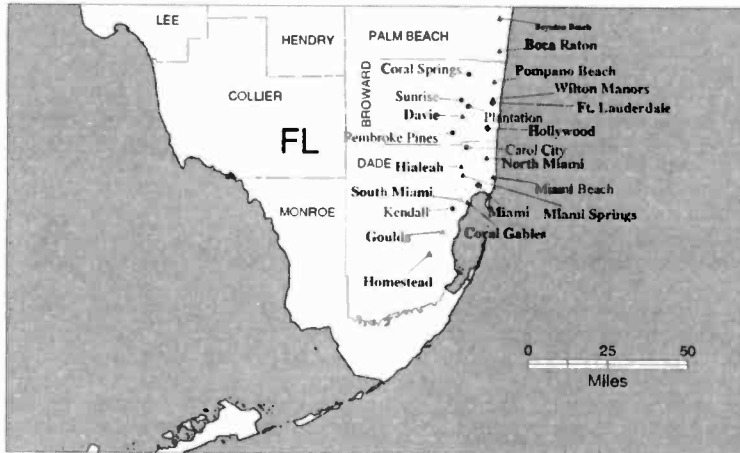 LEE
HENDRY
PALM BEACH
Boynton Beach
Boca Raton
Coral Springs
Pompano Beach
COLLIER
BROWARD
Sunrise
Wilton Manors
Davie
Ft. Lauderdale
Plantation
FL
Pembroke Pines
Hollywood
Carol City
DADE
Hialeah
North Miami
South Miami
Miami Beach
MONROE
Kendall
Miami
Miami Springs
Goulds
Coral Gables
Homestead
0 25 50
Miles